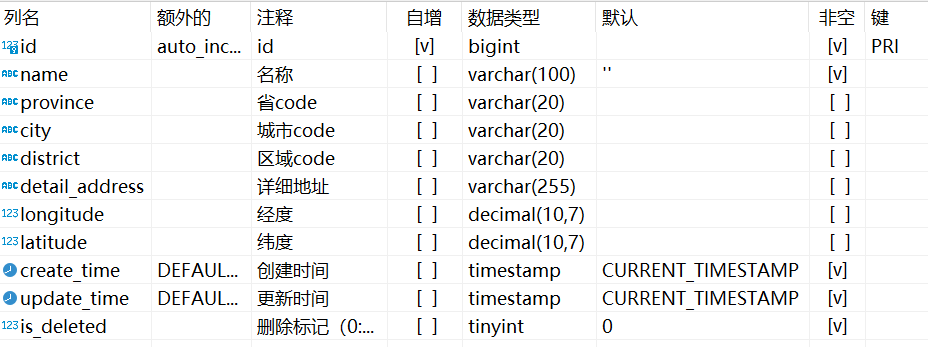 列名 额外的 注释 自增 数据类型 默认 非空 键
123 id auto_inc... id [v] bigint [v] PRI
ABC name 名称 [ ] varchar(100) '' [v]
ABC province 省code [ ] varchar(20) [ ]
ABC city 城市code [ ] varchar(20) [ ]
ABC district 区域code [ ] varchar(20) [ ]
ABC detail_address 详细地址 [ ] varchar(255) [ ]
123 longitude 经度 [ ] decimal(10,7) [ ]
123 latitude 纬度 [ ] decimal(10,7) [ ]
create_time DEFAUL... 创建时间 [ ] timestamp CURRENT_TIMESTAMP [v]
update_time DEFAUL... 更新时间 [ ] timestamp CURRENT_TIMESTAMP [v]
123 is_deleted 删除标记（0:... [ ] tinyint 0 [v]